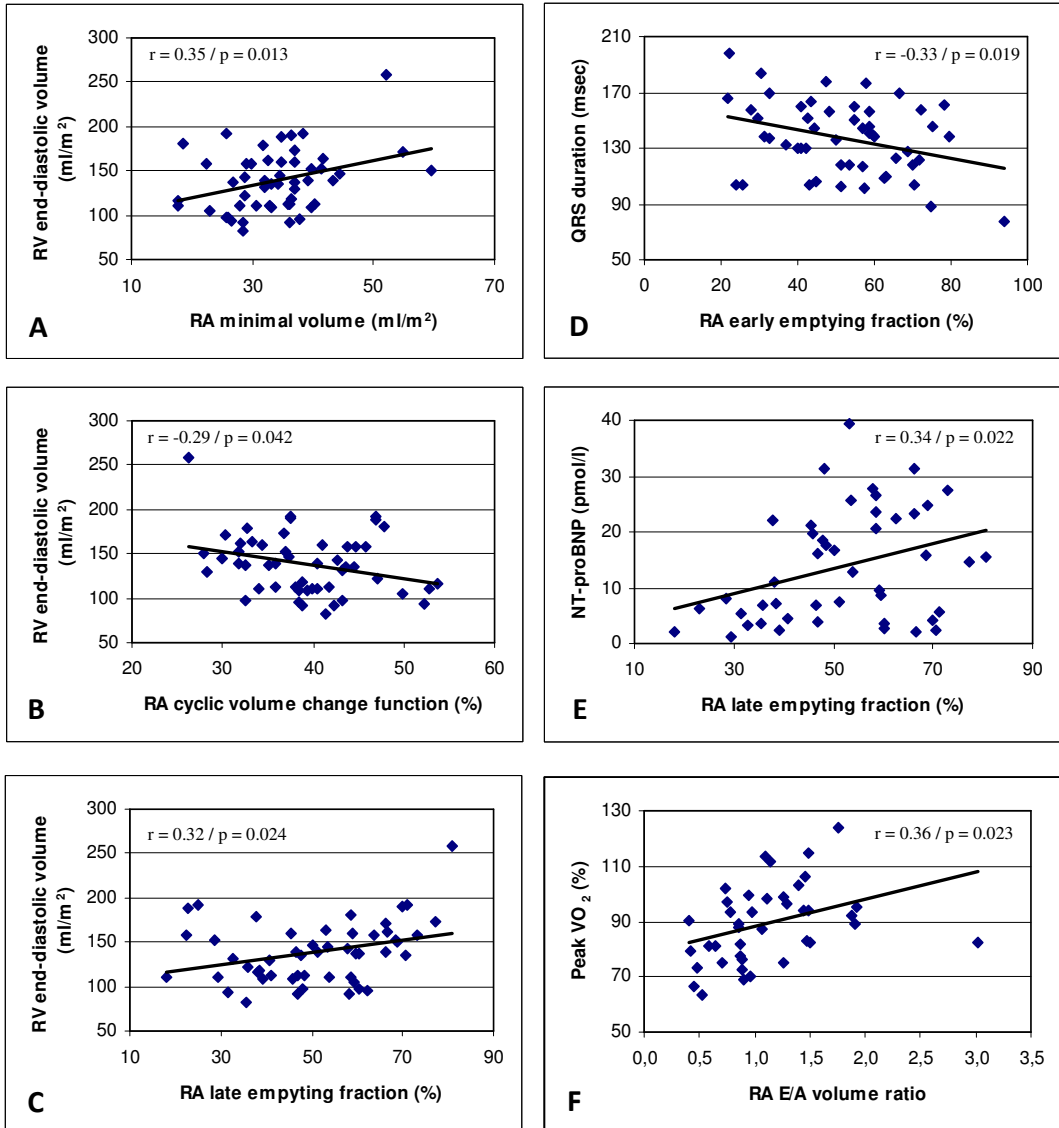 RV end-diastolic volume
(ml/m²)
300
250
200
150
100
50
r = 0.35 / p = 0.013
10 30 50 70
RA minimal volume (ml/m²)
A
QRS duration (msec)
210
170
130
90
50
r = -0.33 / p = 0.019
0 20 40 60 80 100
RA early emptying fraction (%)
D
RV end-diastolic volume
(ml/m²)
300
250
200
150
100
50
r = -0.29 / p = 0.042
20 30 40 50 60
RA cyclic volume change function (%)
B
NT-proBNP (pmol/l)
40
30
20
10
0
r = 0.34 / p = 0.022
10 30 50 70 90
RA late empyting fraction (%)
E
RV end-diastolic volume
(ml/m²)
300
250
200
150
100
50
r = 0.32 / p = 0.024
10 30 50 70 90
RA late empyting fraction (%)
C
Peak VO₂ (%)
130
110
90
70
50
r = 0.36 / p = 0.023
0,0 0,5 1,0 1,5 2,0 2,5 3,0 3,5
RA E/A volume ratio
F